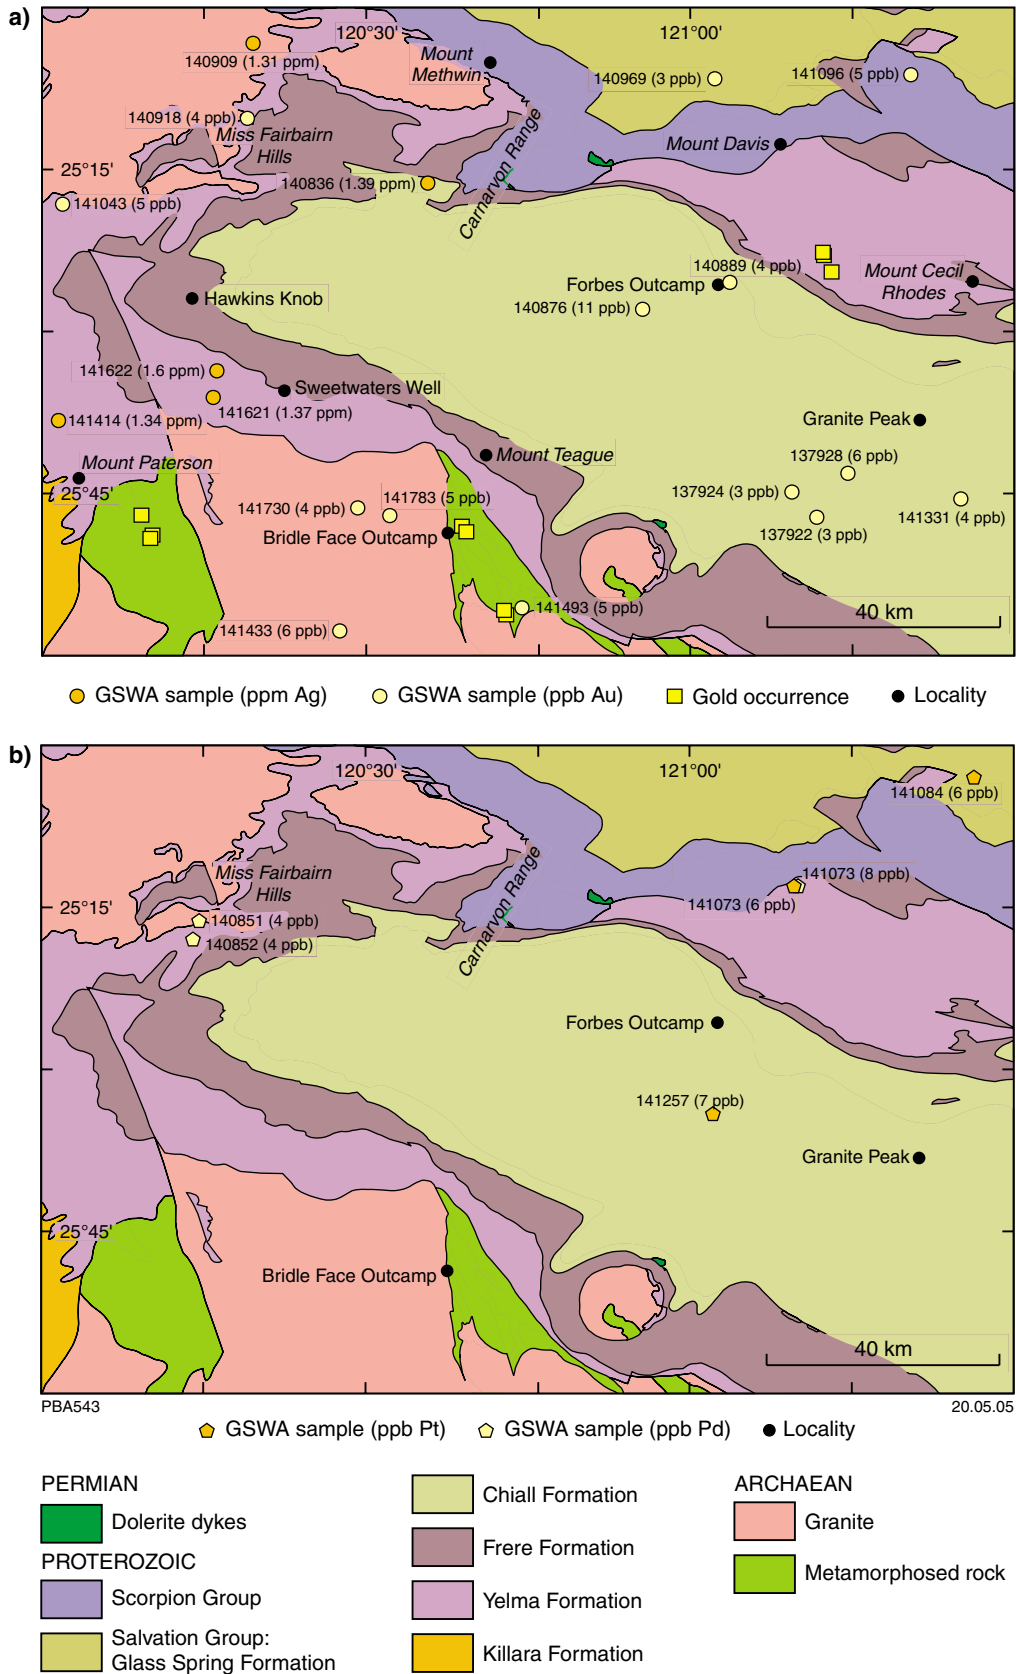 a)
120°30'
121°00'
Mount
Methwin
140909 (1.31 ppm)
140969 (3 ppb)
141096 (5 ppb)
140918 (4 ppb)
Miss Fairbairn
Hills
Carnarvon Range
Mount Davis
25°15'
140836 (1.39 ppm)
141043 (5 ppb)
140889 (4 ppb)
Mount Cecil
Rhodes
Forbes Outcamp
Hawkins Knob
140876 (11 ppb)
141622 (1.6 ppm)
Sweetwaters Well
141621 (1.37 ppm)
141414 (1.34 ppm)
Granite Peak
Mount Paterson
Mount Teague
137928 (6 ppb)
25°45'
137924 (3 ppb)
141783 (5 ppb)
141730 (4 ppb)
141331 (4 ppb)
Bridle Face Outcamp
137922 (3 ppb)
141493 (5 ppb)
40 km
141433 (6 ppb)
GSWA sample (ppm Ag)
GSWA sample (ppb Au)
Gold occurrence
Locality
b)
120°30'
121°00'
141084 (6 ppb)
Miss Fairbairn
Hills
Carnarvon Range
141073 (8 ppb)
141073 (6 ppb)
25°15'
140851 (4 ppb)
140852 (4 ppb)
Forbes Outcamp
141257 (7 ppb)
Granite Peak
25°45'
Bridle Face Outcamp
40 km
PBA543
20.05.05
GSWA sample (ppb Pt)
GSWA sample (ppb Pd)
Locality
PERMIAN
Dolerite dykes
PROTEROZOIC
Scorpion Group
Salvation Group:
Glass Spring Formation
Chiall Formation
Frere Formation
Yelma Formation
Killara Formation
ARCHAEAN
Granite
Metamorphosed rock